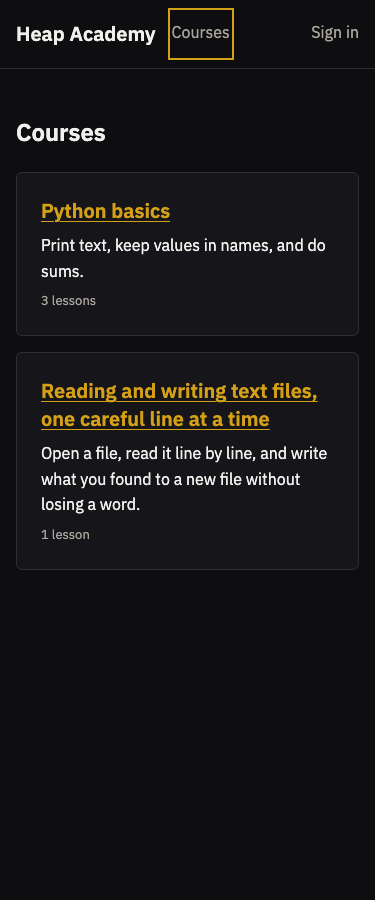 Heap Academy Courses Sign in
Courses
Python basics
Print text, keep values in names, and do
sums.
3 lessons
Reading and writing text files,
one careful line at a time
Open a file, read it line by line, and write
what you found to a new file without
losing a word.
1 lesson